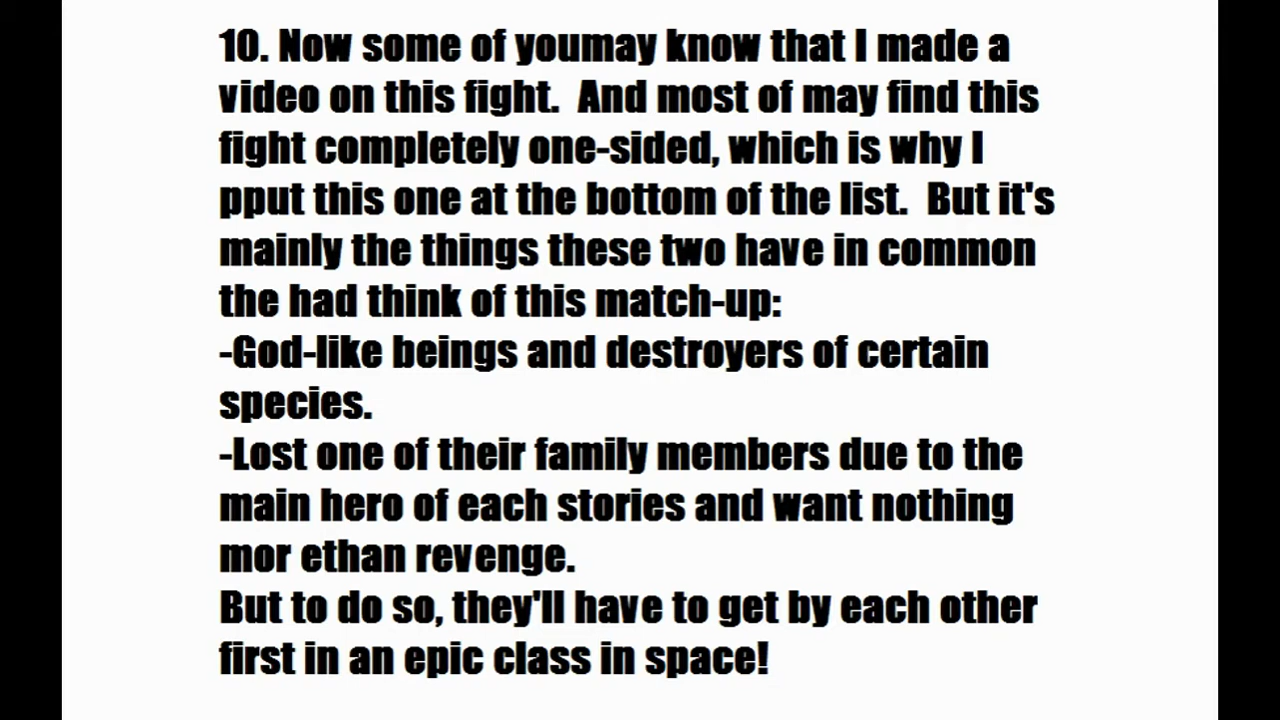 10. Now some of youmay know that I made a
video on this fight.  And most of may find this
fight completely one-sided, which is why I
pput this one at the bottom of the list.  But it's
mainly the things these two have in common
the had think of this match-up:
-God-like beings and destroyers of certain
species.
-Lost one of their family members due to the
main hero of each stories and want nothing
mor ethan revenge.
But to do so, they'll have to get by each other
first in an epic class in space!